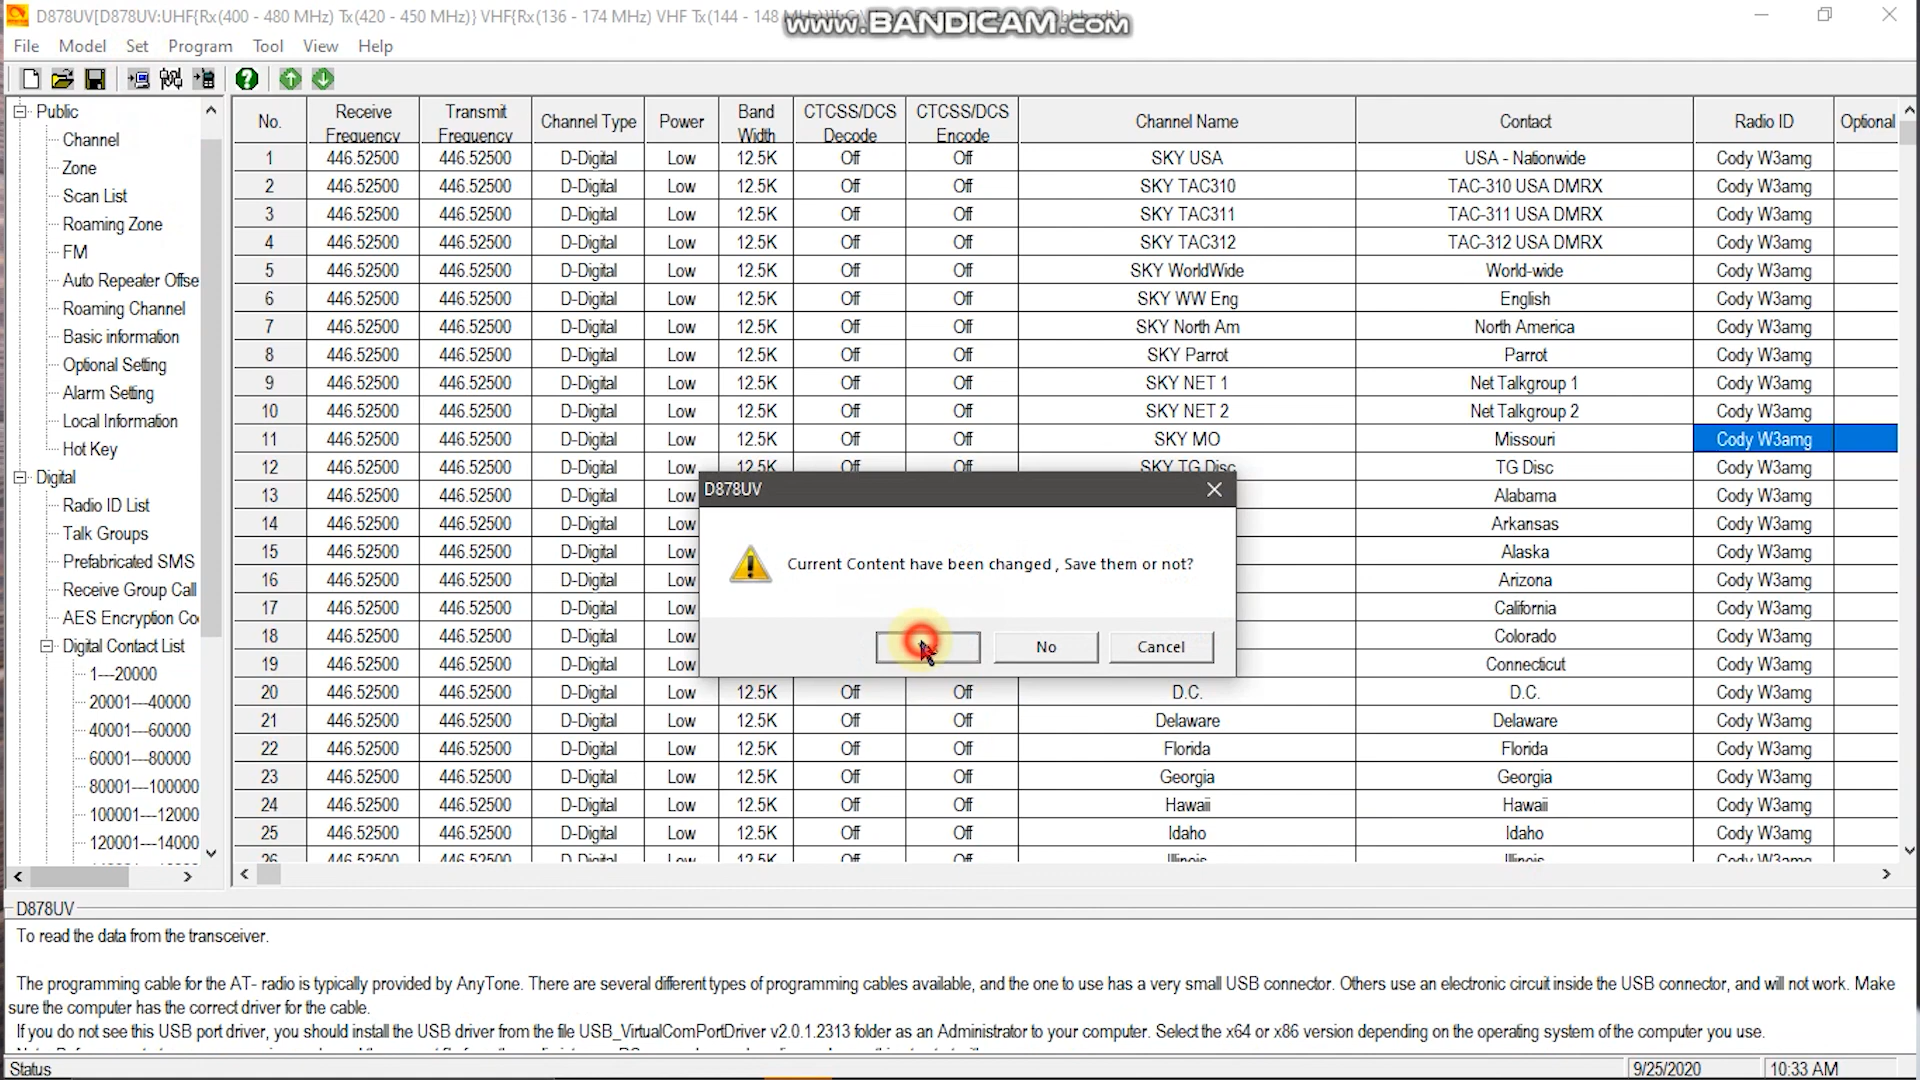 D878UV[D878UV:UHF{Rx(400 - 480 MHz) Tx(420 - 450 MHz)} VHF{Rx(136 - 174 MHz) VHF Tx(144 - 148 MHz)}]
www.BANDICAM.com
File Model Set Program Tool View Help
Public
Channel
Zone
Scan List
Roaming Zone
FM
Auto Repeater Offse
Roaming Channel
Basic information
Optional Setting
Alarm Setting
Local Information
Hot Key
Digital
Radio ID List
Talk Groups
Prefabricated SMS
Receive Group Call
AES Encryption Co
Digital Contact List
1---20000
20001---40000
40001---60000
60001---80000
80001---100000
100001---12000
120001---14000
No. Receive Frequency Transmit Frequency Channel Type Power Band Width CTCSS/DCS Decode CTCSS/DCS Encode Channel Name Contact Radio ID Optional
1 446.52500 446.52500 D-Digital Low 12.5K Off Off SKY USA USA - Nationwide Cody W3amg
2 446.52500 446.52500 D-Digital Low 12.5K Off Off SKY TAC310 TAC-310 USA DMRX Cody W3amg
3 446.52500 446.52500 D-Digital Low 12.5K Off Off SKY TAC311 TAC-311 USA DMRX Cody W3amg
4 446.52500 446.52500 D-Digital Low 12.5K Off Off SKY TAC312 TAC-312 USA DMRX Cody W3amg
5 446.52500 446.52500 D-Digital Low 12.5K Off Off SKY WorldWide World-wide Cody W3amg
6 446.52500 446.52500 D-Digital Low 12.5K Off Off SKY WW Eng English Cody W3amg
7 446.52500 446.52500 D-Digital Low 12.5K Off Off SKY North Am North America Cody W3amg
8 446.52500 446.52500 D-Digital Low 12.5K Off Off SKY Parrot Parrot Cody W3amg
9 446.52500 446.52500 D-Digital Low 12.5K Off Off SKY NET 1 Net Talkgroup 1 Cody W3amg
10 446.52500 446.52500 D-Digital Low 12.5K Off Off SKY NET 2 Net Talkgroup 2 Cody W3amg
11 446.52500 446.52500 D-Digital Low 12.5K Off Off SKY MO Missouri Cody W3amg
12 446.52500 446.52500 D-Digital Low 12.5K Off Off SKY TG Disc TG Disc Cody W3amg
13 446.52500 446.52500 D-Digital Low Alabama Cody W3amg
14 446.52500 446.52500 D-Digital Low Arkansas Cody W3amg
15 446.52500 446.52500 D-Digital Low Alaska Cody W3amg
16 446.52500 446.52500 D-Digital Low Arizona Cody W3amg
17 446.52500 446.52500 D-Digital Low California Cody W3amg
18 446.52500 446.52500 D-Digital Low Colorado Cody W3amg
19 446.52500 446.52500 D-Digital Low Connecticut Cody W3amg
20 446.52500 446.52500 D-Digital Low 12.5K Off Off D.C. D.C. Cody W3amg
21 446.52500 446.52500 D-Digital Low 12.5K Off Off Delaware Delaware Cody W3amg
22 446.52500 446.52500 D-Digital Low 12.5K Off Off Florida Florida Cody W3amg
23 446.52500 446.52500 D-Digital Low 12.5K Off Off Georgia Georgia Cody W3amg
24 446.52500 446.52500 D-Digital Low 12.5K Off Off Hawaii Hawaii Cody W3amg
25 446.52500 446.52500 D-Digital Low 12.5K Off Off Idaho Idaho Cody W3amg
26 446.52500 446.52500 D-Digital Low 12.5K Off Off Illinois Illinois Cody W3amg
D878UV
Current Content have been changed , Save them or not?
No Cancel
D878UV
To read the data from the transceiver.
The programming cable for the AT- radio is typically provided by AnyTone. There are several different types of programming cables available, and the one to use has a very small USB connector. Others use an electronic circuit inside the USB connector, and will not work. Make
sure the computer has the correct driver for the cable.
If you do not see this USB port driver, you should install the USB driver from the file USB_VirtualComPortDriver v2.0.1.2313 folder as an Administrator to your computer. Select the x64 or x86 version depending on the operating system of the computer you use.
Status 9/25/2020 10:33 AM